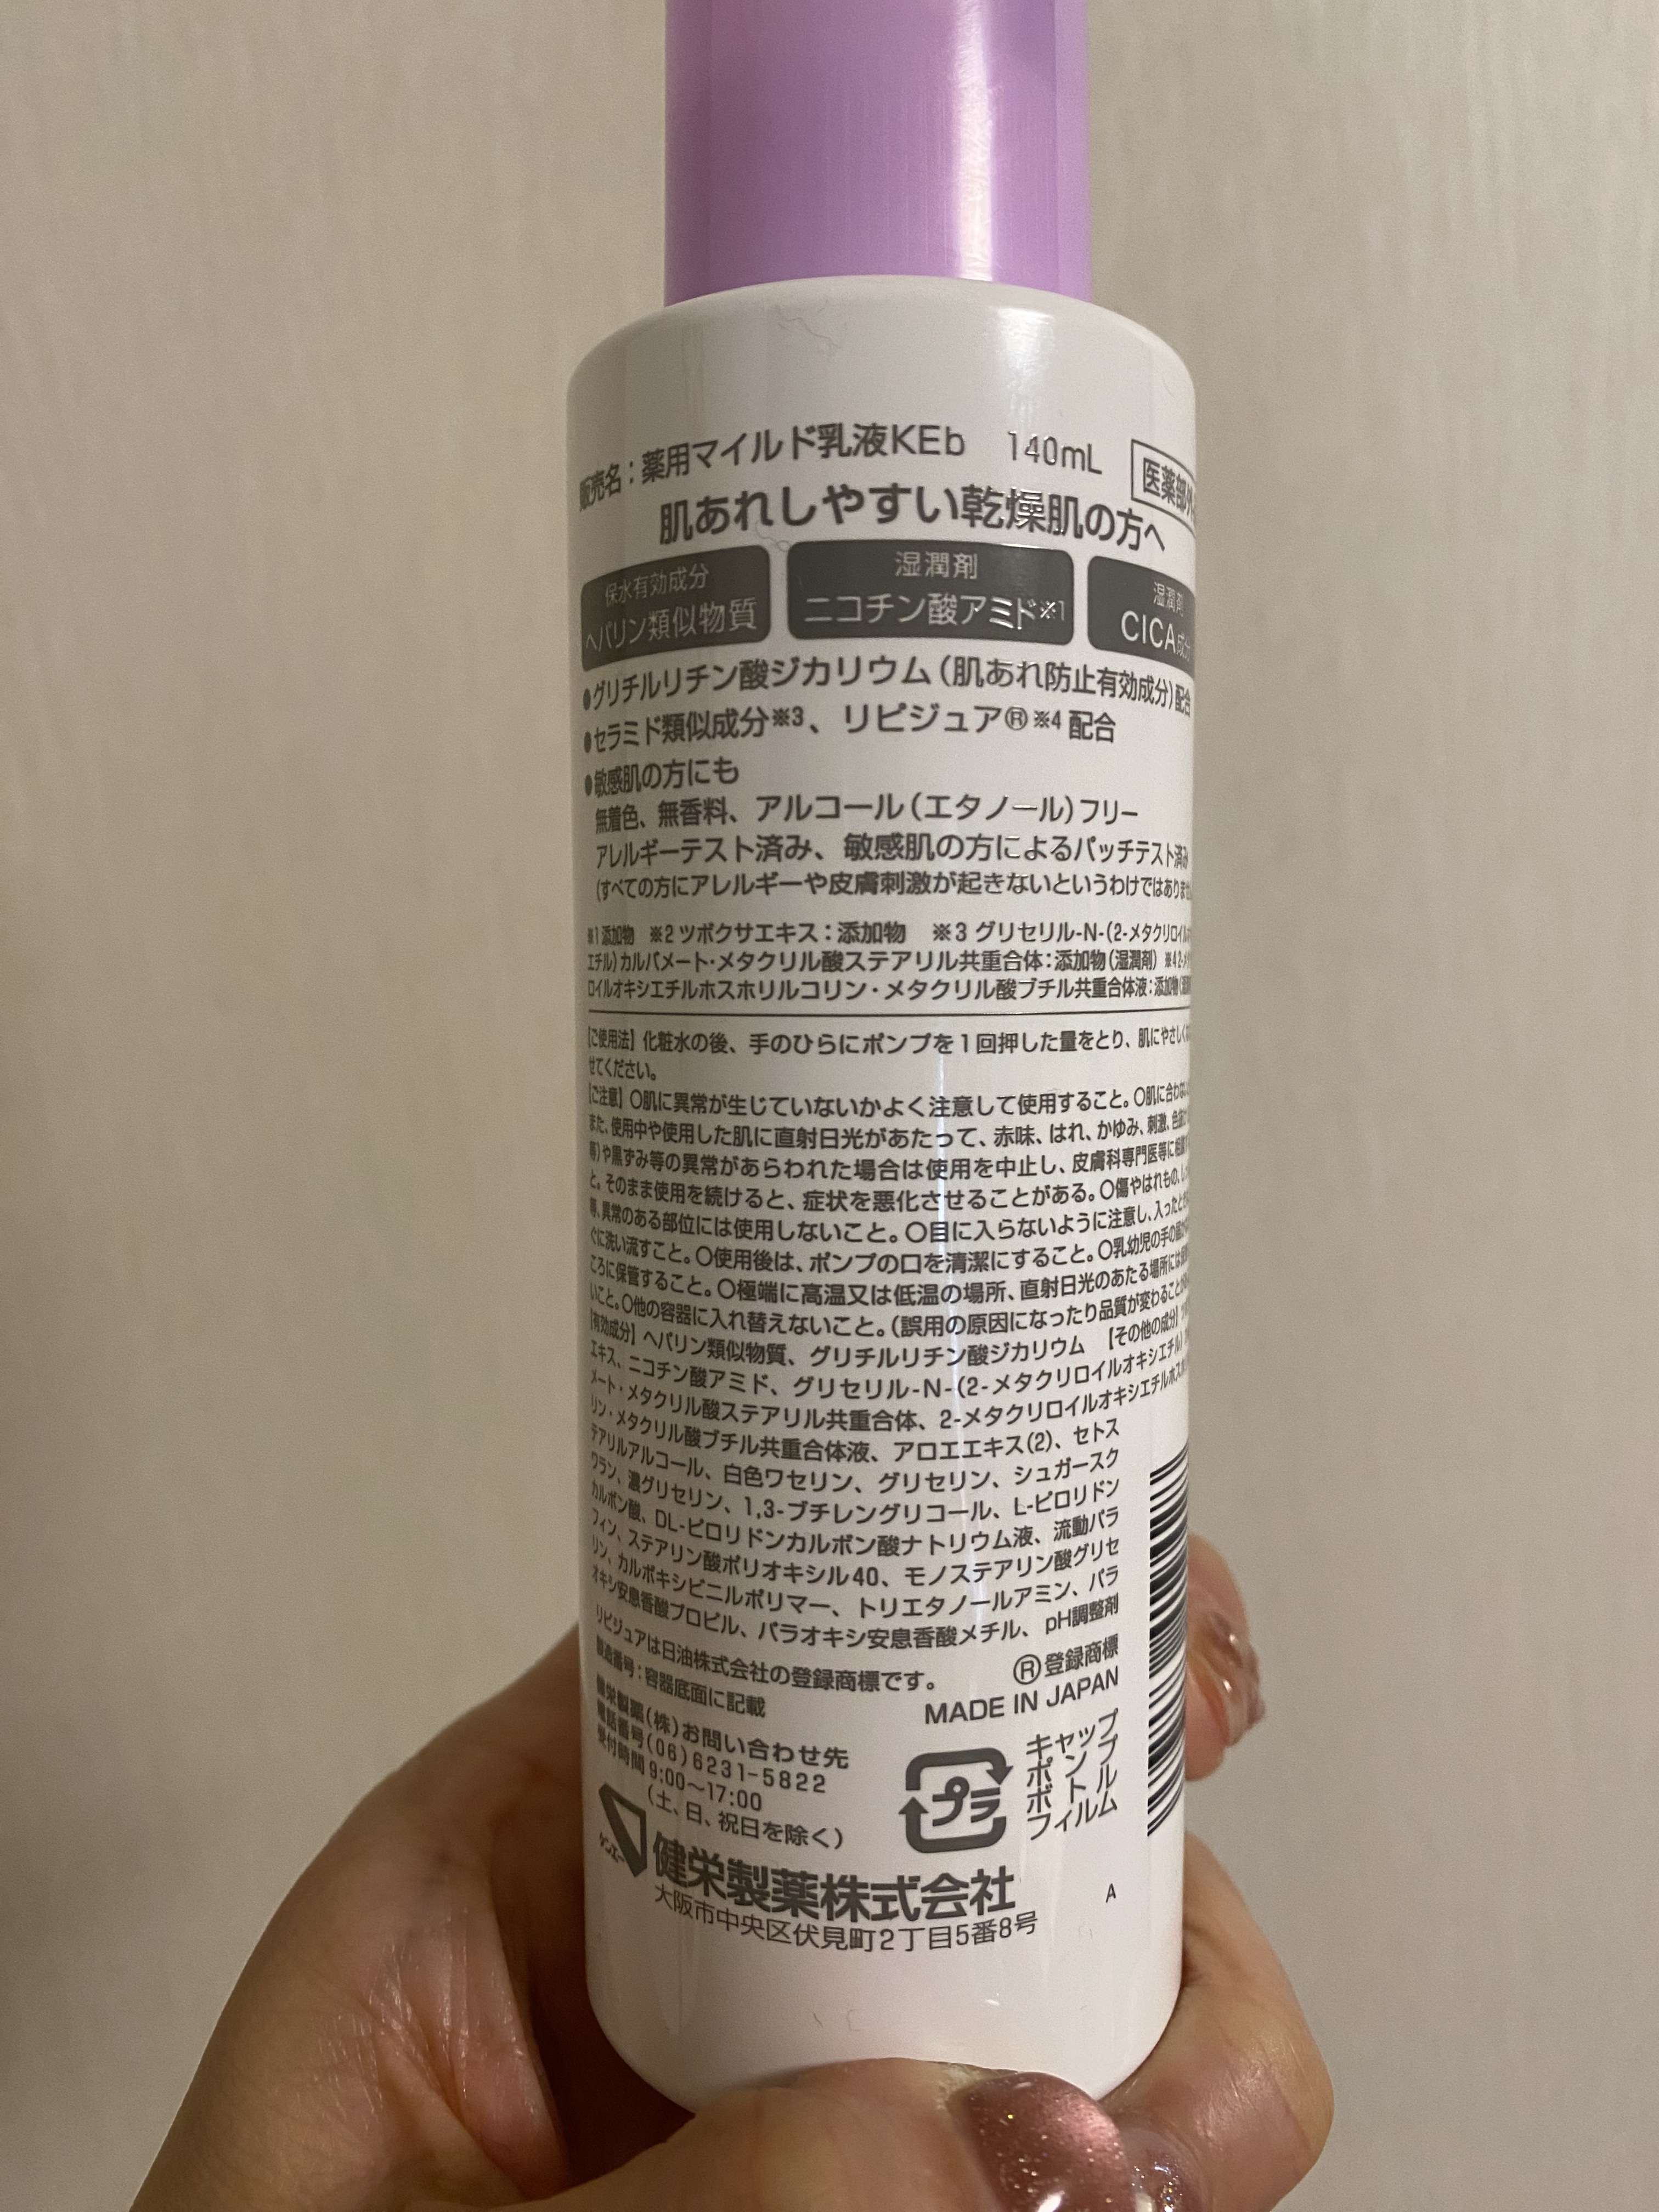 販売名：薬用マイルド乳液KEb 140mL 医薬部外
肌あれしやすい乾燥肌の方へ
保水有効成分
ヘパリン類似物質
湿潤剤
ニコチン酸アミド※1
湿潤剤
CICA成分
●グリチルリチン酸ジカリウム（肌あれ防止有効成分）配合
●セラミド類似成分※3、リピジュア®※4 配合
●敏感肌の方にも
無着色、無香料、アルコール（エタノール）フリー
アレルギーテスト済み、敏感肌の方によるパッチテスト済み
（すべての方にアレルギーや皮膚刺激が起きないというわけではありませ
※1 添加物 ※2 ツボクサエキス：添加物 ※3 グリセリル-N-（2-メタクリロイル
エチル）カルバメート・メタクリル酸ステアリル共重合体：添加物（湿潤剤） ※4 2-
ロイルオキシエチルホスホリルコリン・メタクリル酸ブチル共重合体液：添加物
【ご使用法】化粧水の後、手のひらにポンプを1回押した量をとり、肌にやさしく
せてください。
【ご注意】○肌に異常が生じていないかよく注意して使用すること。○肌に合わない
また、使用中や使用した肌に直射日光があたって、赤味、はれ、かゆみ、刺激、
等）や黒ずみ等の異常があらわれた場合は使用を中止し、皮膚科専門医等に
と。そのまま使用を続けると、症状を悪化させることがある。○傷やはれもの、
等、異常のある部位には使用しないこと。○目に入らないように注意し、入ったとき
ぐに洗い流すこと。○使用後は、ポンプの口を清潔にすること。○乳幼児の手の
ころに保管すること。○極端に高温又は低温の場所、直射日光のあたる場所には
いこと。○他の容器に入れ替えないこと。（誤用の原因になったり品質が変わること
【有効成分】ヘパリン類似物質、グリチルリチン酸ジカリウム 【その他の成分】
エキス、ニコチン酸アミド、グリセリル-N-（2-メタクリロイルオキシエチル）
メート・メタクリル酸ステアリル共重合体、2-メタクリロイルオキシエチルホス
リン・メタクリル酸ブチル共重合体液、アロエエキス(2)、セトス
テアリルアルコール、白色ワセリン、グリセリン、シュガースク
ワラン、濃グリセリン、1,3-ブチレングリコール、L-ピロリドン
カルボン酸、DL-ピロリドンカルボン酸ナトリウム液、流動パラ
フィン、ステアリン酸ポリオキシル40、モノステアリン酸グリセ
リン、カルボキシビニルポリマー、トリエタノールアミン、パラ
オキシ安息香酸プロピル、パラオキシ安息香酸メチル、pH調整剤
リピジュアは日油株式会社の登録商標です。 Ⓡ登録商標
製造番号：容器底面に記載
MADE IN JAPAN
健栄製薬（株）お問い合わせ先
電話番号(06)6231-5822
受付時間 9:00～17:00
（土、日、祝日を除く）
プラ
キャップ
ポンプ
ボトル
フィルム
ケンエー
健栄製薬株式会社
大阪市中央区伏見町2丁目5番8号
A